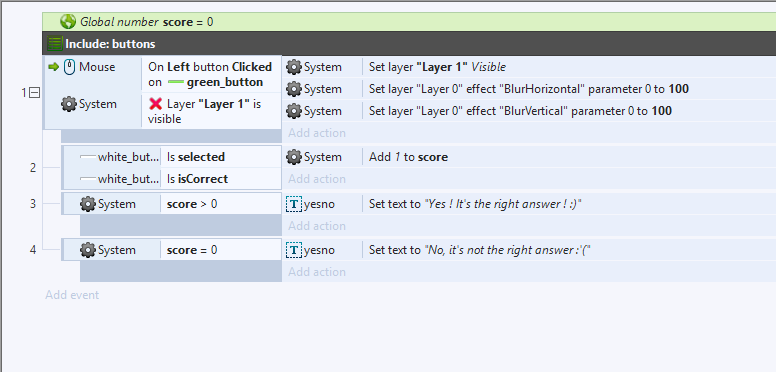 Global number score = 0
Include: buttons
1
Mouse On Left button Clicked on green_button
System Layer "Layer 1" is visible
System Set layer "Layer 1" Visible
System Set layer "Layer 0" effect "BlurHorizontal" parameter 0 to 100
System Set layer "Layer 0" effect "BlurVertical" parameter 0 to 100
Add action
2
white_but... Is selected
white_but... Is isCorrect
System Add 1 to score
Add action
3
System score > 0
yesno Set text to "Yes ! It's the right answer ! :)"
Add action
4
System score = 0
yesno Set text to "No, it's not the right answer :'("
Add action
Add event